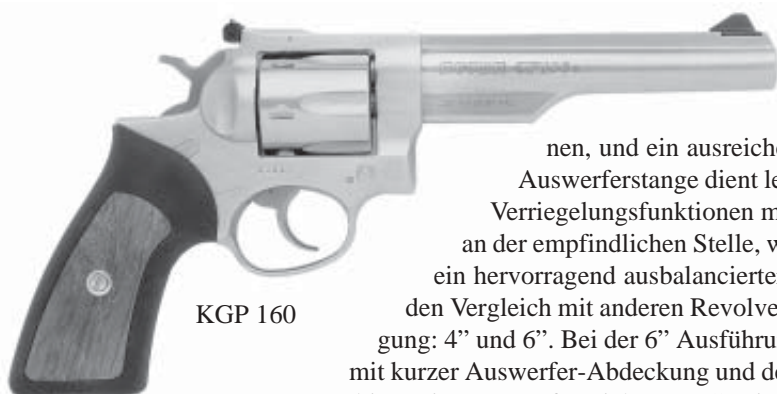 nen, und ein ausreiche
Auswerferstange dient le
Verriegelungsfunktionen m
an der empfindlichen Stelle, w
ein hervorragend ausbalancierte
den Vergleich mit anderen Revolve
KGP 160
gung: 4” und 6”. Bei der 6” Ausführu
mit kurzer Auswerfer-Abdeckung und de